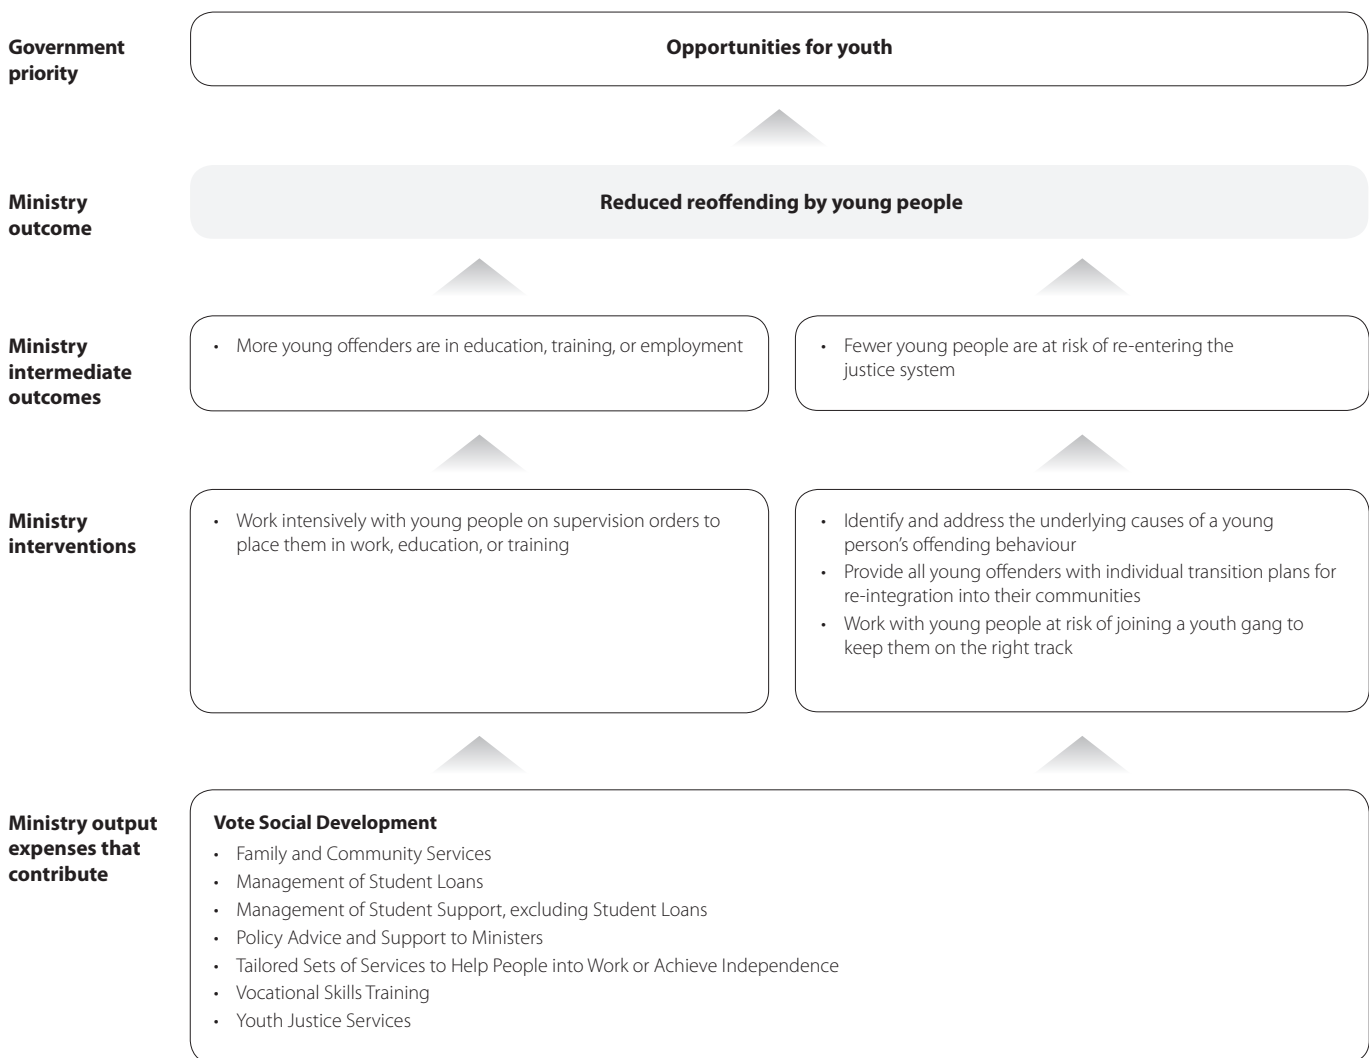 Government
priority
Opportunities for youth
Ministry
outcome
Reduced reoffending by young people
Ministry
intermediate
outcomes
• More young offenders are in education, training, or employment
• Fewer young people are at risk of re-entering the
justice system
Ministry
interventions
• Work intensively with young people on supervision orders to
place them in work, education, or training
• Identify and address the underlying causes of a young
person's offending behaviour
• Provide all young offenders with individual transition plans for
re-integration into their communities
• Work with young people at risk of joining a youth gang to
keep them on the right track
Ministry output
expenses that
contribute
Vote Social Development
• Family and Community Services
• Management of Student Loans
• Management of Student Support, excluding Student Loans
• Policy Advice and Support to Ministers
• Tailored Sets of Services to Help People into Work or Achieve Independence
• Vocational Skills Training
• Youth Justice Services